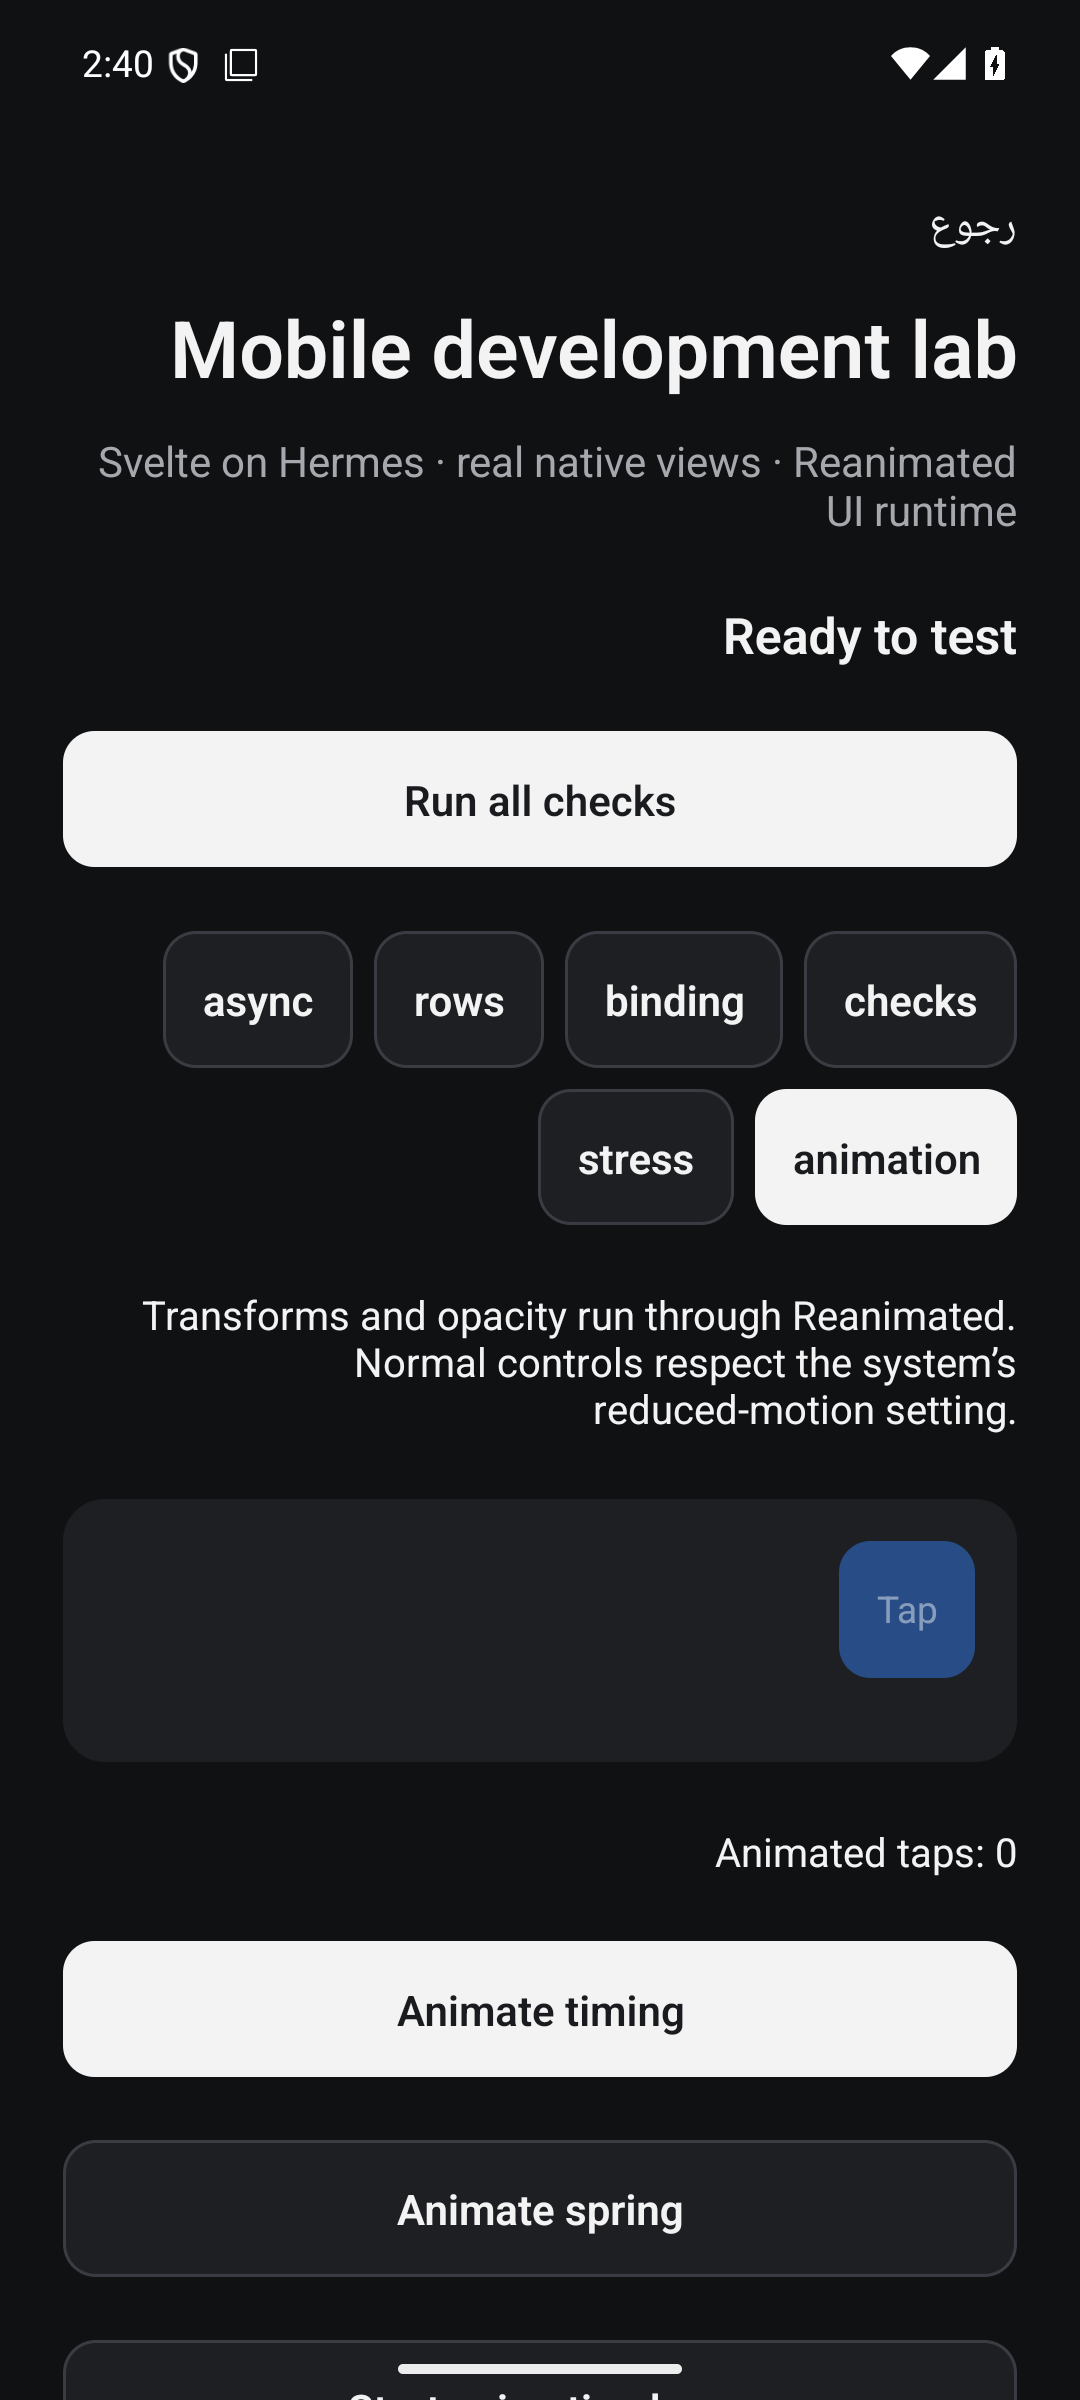 2:40
رجوع
Mobile development lab
Svelte on Hermes · real native views · Reanimated
UI runtime
Ready to test
Run all checks
checks
binding
rows
async
animation
stress
Transforms and opacity run through Reanimated.
Normal controls respect the system’s
reduced-motion setting.
Tap
Animated taps: 0
Animate timing
Animate spring